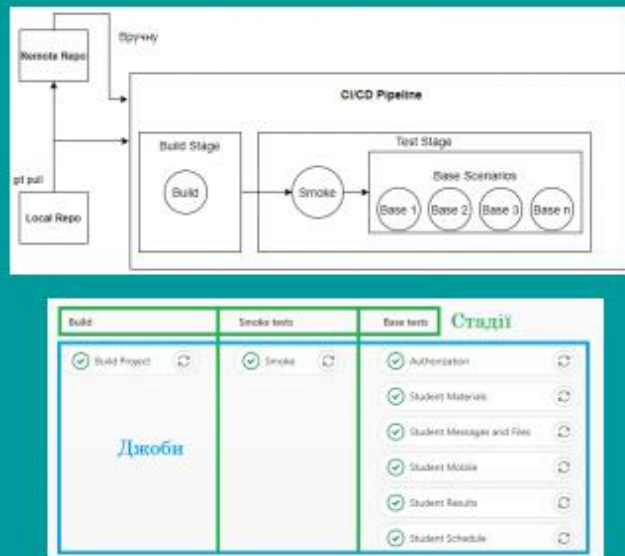 Вручну
Remote Repo
CI/CD Pipeline
Build Stage
Test Stage
Base Scenarios
Build
Smoke
Base 1
Base 2
Base 3
Base n
git pull
Local Repo
Build
Smoke tests
Base tests
Стадії
Build Project
Smoke
Authorization
Student Materials
Джоби
Student Messages and Files
Student Mobile
Student Results
Student Schedule